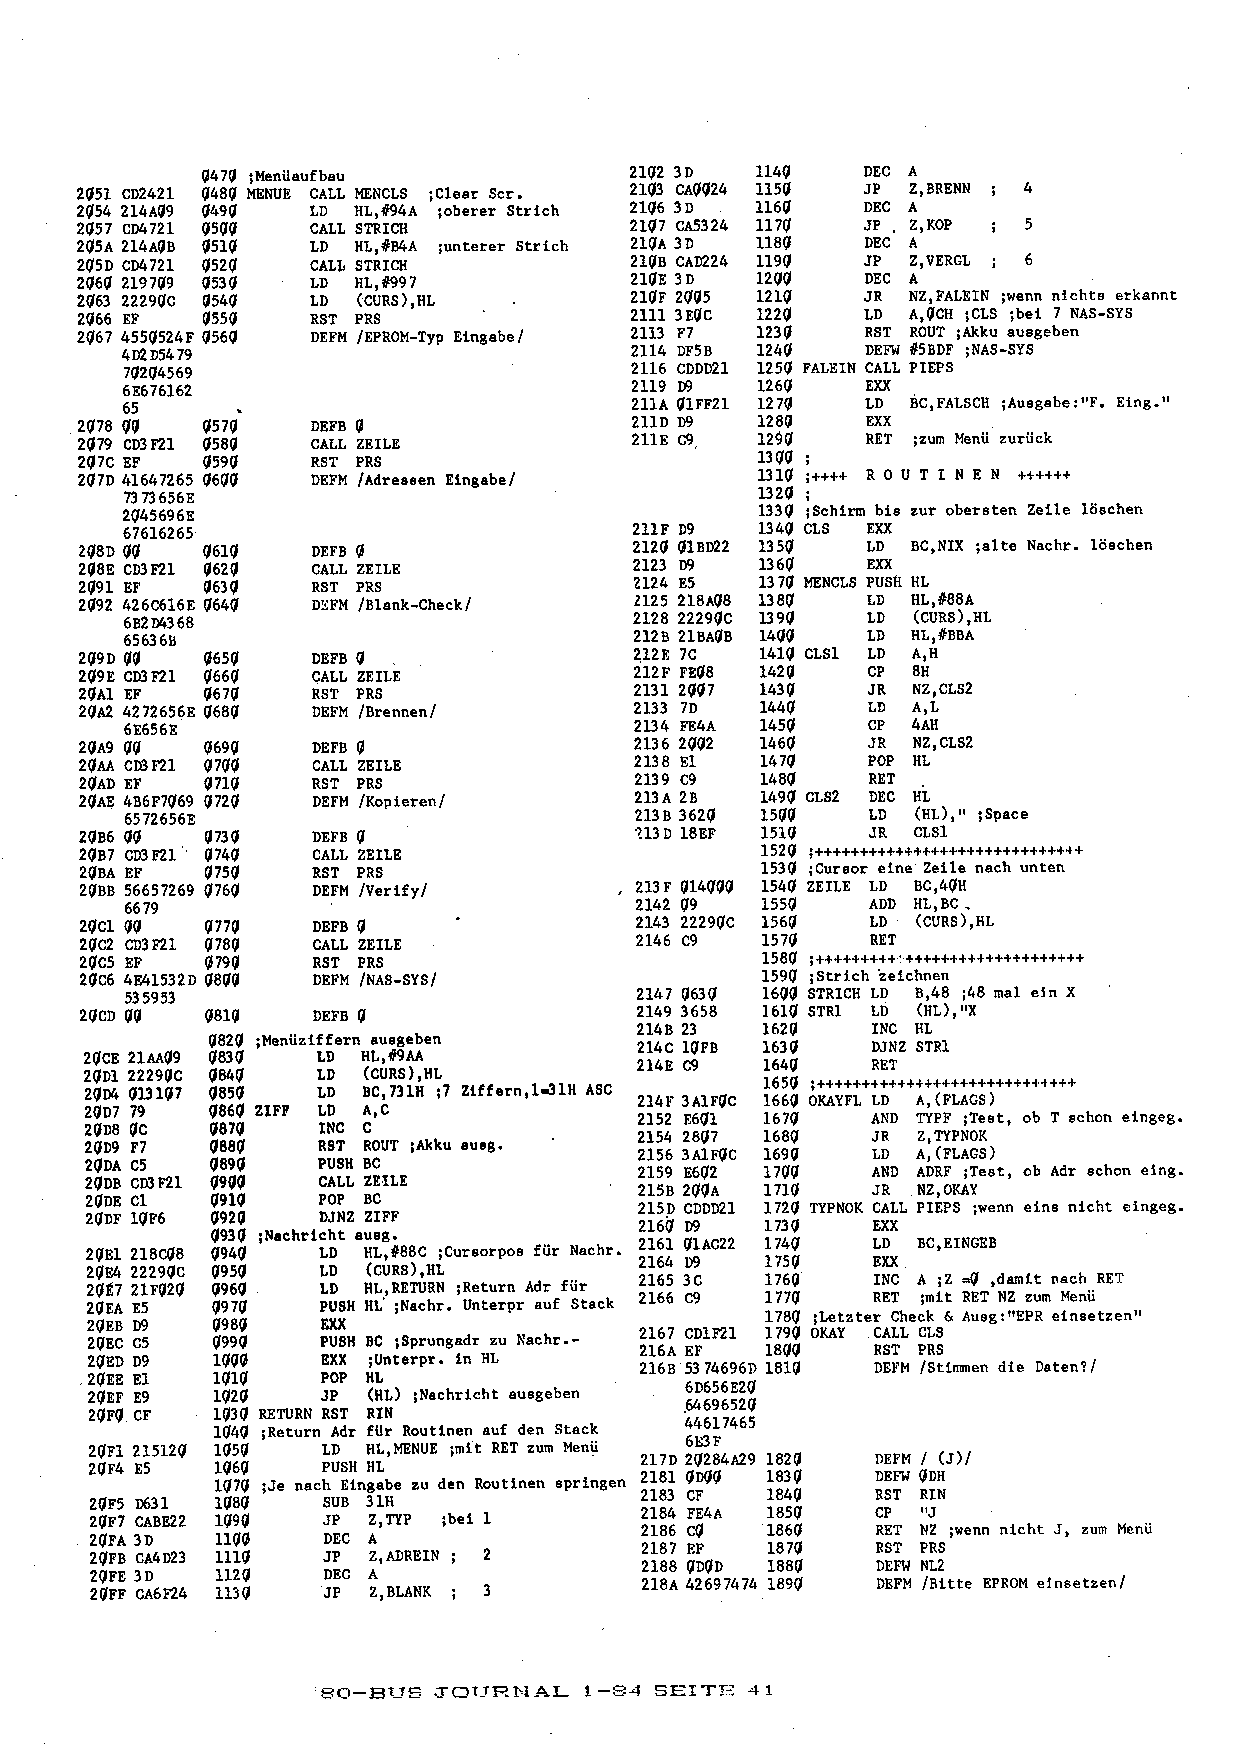 0470 ;Menüaufbau
2051 CD2421 0480 MENUE CALL MENCLS ;Clear Scr.
2054 214A09 0490 LD HL,#94A ;oberer Strich
2057 CD4721 0500 CALL STRICH
205A 214A0B 0510 LD HL,#B4A ;unterer Strich
205D CD4721 0520 CALL STRICH
2060 219709 0530 LD HL,#997
2063 22290C 0540 LD (CURS),HL
2066 EF 0550 RST PRS
2067 4550524F 0560 DEFM /EPROM-Typ Eingabe/
4D2D5479
70204569
6E676162
65
2078 00 0570 DEFB 0
2079 CD3F21 0580 CALL ZEILE
207C EF 0590 RST PRS
207D 41647265 0600 DEFM /Adressen Eingabe/
7373656E
2045696E
67616265
208D 00 0610 DEFB 0
208E CD3F21 0620 CALL ZEILE
2091 EF 0630 RST PRS
2092 426C616E 0640 DEFM /Blank-Check/
6B2D4368
65636B
209D 00 0650 DEFB 0
209E CD3F21 0660 CALL ZEILE
20A1 EF 0670 RST PRS
20A2 4272656E 0680 DEFM /Brennen/
6E656E
20A9 00 0690 DEFB 0
20AA CD3F21 0700 CALL ZEILE
20AD EF 0710 RST PRS
20AE 4B6F7069 0720 DEFM /Kopieren/
6572656E
20B6 00 0730 DEFB 0
20B7 CD3F21 0740 CALL ZEILE
20BA EF 0750 RST PRS
20BB 56657269 0760 DEFM /Verify/
6679
20C1 00 0770 DEFB 0
20C2 CD3F21 0780 CALL ZEILE
20C5 EF 0790 RST PRS
20C6 4E41532D 0800 DEFM /NAS-SYS/
535953
20CD 00 0810 DEFB 0
0820 ;Menüziffern ausgeben
20CE 21AA09 0830 LD HL,#9AA
20D1 22290C 0840 LD (CURS),HL
20D4 013107 0850 LD BC,731H ;7 Ziffern,1=31H ASC
20D7 79 0860 ZIFF LD A,C
20D8 0C 0870 INC C
20D9 F7 0880 RST ROUT ;Akku ausg.
20DA C5 0890 PUSH BC
20DB CD3F21 0900 CALL ZEILE
20DE C1 0910 POP BC
20DF 10F6 0920 DJNZ ZIFF
0930 ;Nachricht ausg.
20E1 218C08 0940 LD HL,#88C ;Cursorpos für Nachr.
20E4 22290C 0950 LD (CURS),HL
20E7 21F020 0960 LD HL,RETURN ;Return Adr für
20EA E5 0970 PUSH HL ;Nachr. Unterpr auf Stack
20EB D9 0980 EXX
20EC C5 0990 PUSH BC ;Sprungadr zu Nachr.-
20ED D9 1000 EXX ;Unterpr. in HL
20EE E1 1010 POP HL
20EF E9 1020 JP (HL) ;Nachricht ausgeben
20F0 CF 1030 RETURN RST RIN
1040 ;Return Adr für Routinen auf den Stack
20F1 215120 1050 LD HL,MENUE ;mit RET zum Menü
20F4 E5 1060 PUSH HL
1070 ;Je nach Eingabe zu den Routinen springen
20F5 D631 1080 SUB 31H
20F7 CABE22 1090 JP Z,TYP ;bei 1
20FA 3D 1100 DEC A
20FB CA4D23 1110 JP Z,ADREIN ; 2
20FE 3D 1120 DEC A
20FF CA6F24 1130 JP Z,BLANK ; 3
2102 3D 1140 DEC A
2103 CA0024 1150 JP Z,BRENN ; 4
2106 3D 1160 DEC A
2107 CA5324 1170 JP Z,KOP ; 5
210A 3D 1180 DEC A
210B CAD224 1190 JP Z,VERGL ; 6
210E 3D 1200 DEC A
210F 2005 1210 JR NZ,FALEIN ;wenn nichts erkannt
2111 3E0C 1220 LD A,0CH ;CLS ;bei 7 NAS-SYS
2113 F7 1230 RST ROUT ;Akku ausgeben
2114 DF5B 1240 DEFW #5BDF ;NAS-SYS
2116 CDDD21 1250 FALEIN CALL PIEPS
2119 D9 1260 EXX
211A 01FF21 1270 LD BC,FALSCH ;Ausgabe:"F. Eing."
211D D9 1280 EXX
211E C9 1290 RET ;zum Menü zurück
1300 ;
1310 ;++++ R O U T I N E N ++++++
1320 ;
1330 ;Schirm bis zur obersten Zeile löschen
211F D9 1340 CLS EXX
2120 01BD22 1350 LD BC,NIX ;alte Nachr. löschen
2123 D9 1360 EXX
2124 E5 1370 MENCLS PUSH HL
2125 218A08 1380 LD HL,#88A
2128 22290C 1390 LD (CURS),HL
212B 21BA0B 1400 LD HL,#BBA
212E 7C 1410 CLS1 LD A,H
212F FE08 1420 CP 8H
2131 2007 1430 JR NZ,CLS2
2133 7D 1440 LD A,L
2134 FE4A 1450 CP 4AH
2136 2002 1460 JR NZ,CLS2
2138 E1 1470 POP HL
2139 C9 1480 RET
213A 2B 1490 CLS2 DEC HL
213B 3620 1500 LD (HL)," ;Space
213D 18EF 1510 JR CLS1
1520 ;+++++++++++++++++++++++++++++
1530 ;Cursor eine Zeile nach unten
213F 014000 1540 ZEILE LD BC,40H
2142 09 1550 ADD HL,BC
2143 22290C 1560 LD (CURS),HL
2146 C9 1570 RET
1580 ;+++++++++++++++++++++++++++++
1590 ;Strich zeichnen
2147 0630 1600 STRICH LD B,48 ;48 mal ein X
2149 3658 1610 STR1 LD (HL),"X
214B 23 1620 INC HL
214C 10FB 1630 DJNZ STR1
214E C9 1640 RET
1650 ;++++++++++++++++++++++++++++
214F 3A1F0C 1660 OKAYFL LD A,(FLAGS)
2152 E601 1670 AND TYPF ;Test, ob T schon eingeg.
2154 2807 1680 JR Z,TYPNOK
2156 3A1F0C 1690 LD A,(FLAGS)
2159 E602 1700 AND ADRF ;Test, ob Adr schon eing.
215B 200A 1710 JR NZ,OKAY
215D CDDD21 1720 TYPNOK CALL PIEPS ;wenn eins nicht eingeg.
2160 D9 1730 EXX
2161 01AC22 1740 LD BC,EINGEB
2164 D9 1750 EXX
2165 3C 1760 INC A ;Z =0 ,damit nach RET
2166 C9 1770 RET ;mit RET NZ zum Menü
1780 ;Letzter Check & Ausg:"EPR einsetzen"
2167 CD1F21 1790 OKAY CALL CLS
216A EF 1800 RST PRS
216B 5374696D 1810 DEFM /Stimmen die Daten?/
6D656E20
64696520
44617465
6E3F
217D 20284A29 1820 DEFM / (J)/
2181 0D00 1830 DEFW 0DH
2183 CF 1840 RST RIN
2184 FE4A 1850 CP "J
2186 C0 1860 RET NZ ;wenn nicht J, zum Menü
2187 EF 1870 RST PRS
2188 0D0D 1880 DEFW NL2
218A 42697474 1890 DEFM /Bitte EPROM einsetzen/
80-BUS JOURNAL 1-84 SEITE 41